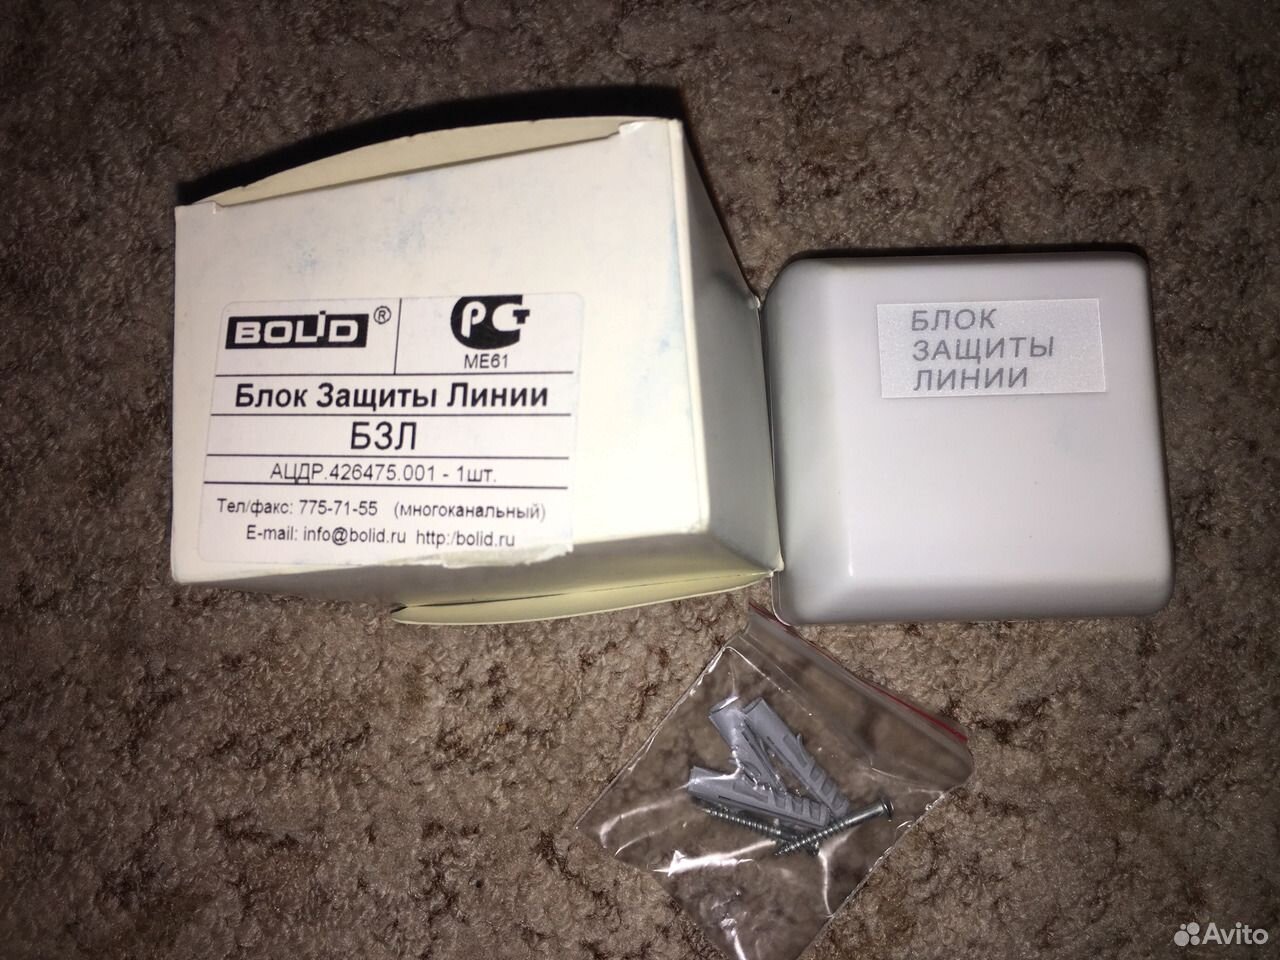 BOLID ®
РСТ
МЕ61
Блок Защиты Линии
БЗЛ
АЦДР.426475.001 - 1шт.
Тел/факс: 775-71-55 (многоканальный)
E-mail: info@bolid.ru http:/bolid.ru
БЛОК
ЗАЩИТЫ
ЛИНИИ
Avito